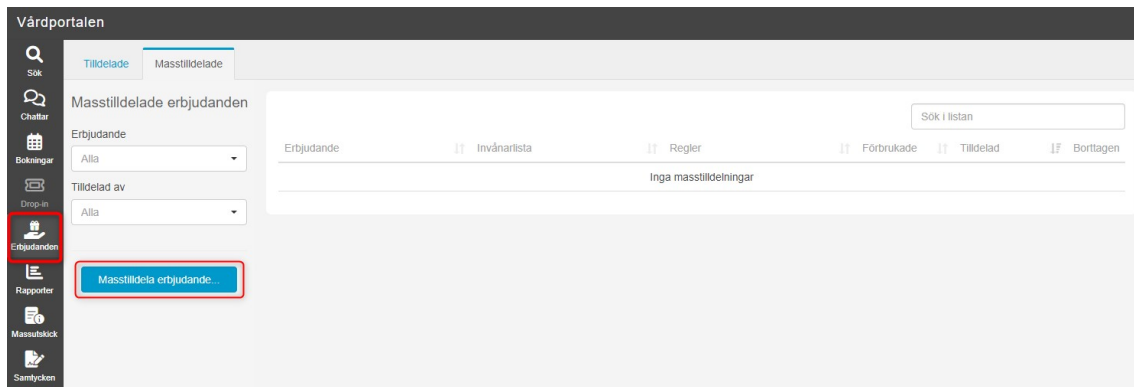 Vårdportalen
Sök
Chattar
Bokningar
Drop-in
Erbjudanden
Rapporter
Massutskick
Samtycken
Tilldelade Masstilldelade
Masstilldelade erbjudanden
Erbjudande
Alla
Tilldelad av
Alla
Masstilldela erbjudande...
Sök i listan
Erbjudande Invånarlista Regler Förbrukade Tilldelad Borttagen
Inga masstilldelningar